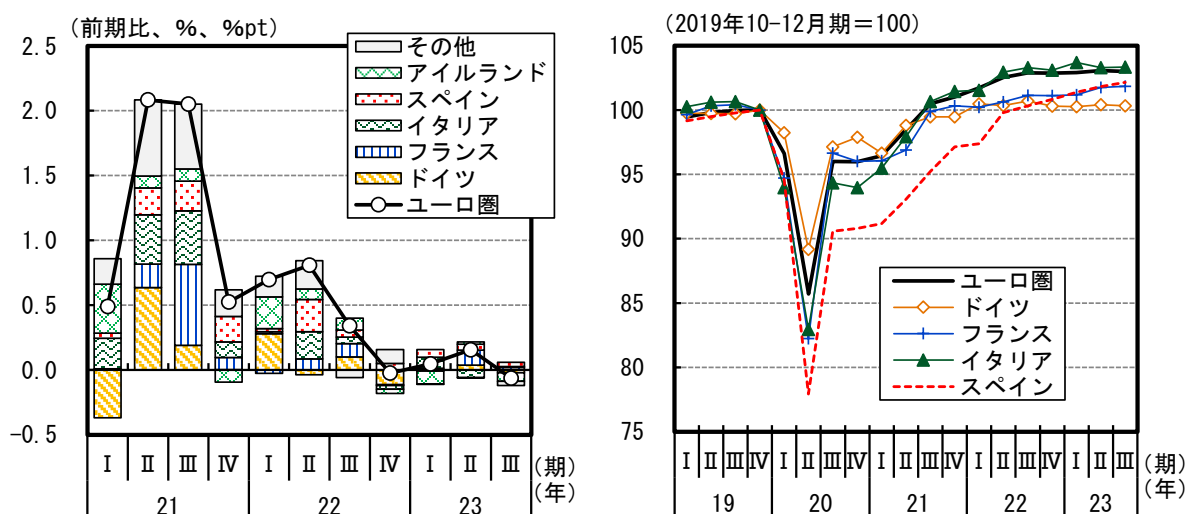 (前期比、%、%pt)
2.5
2.0
1.5
1.0
0.5
0.0
-0.5
その他
アイルランド
スペイン
イタリア
フランス
ドイツ
ユーロ圏
Ⅰ Ⅱ Ⅲ Ⅳ Ⅰ Ⅱ Ⅲ Ⅳ Ⅰ Ⅱ Ⅲ (期)
21 22 23 (年)
(2019年10-12月期=100)
105
100
95
90
85
80
75
ユーロ圏
ドイツ
フランス
イタリア
スペイン
Ⅰ Ⅱ Ⅲ Ⅳ Ⅰ Ⅱ Ⅲ Ⅳ Ⅰ Ⅱ Ⅲ Ⅳ Ⅰ Ⅱ Ⅲ Ⅳ Ⅰ Ⅱ Ⅲ (期)
19 20 21 22 23 (年)